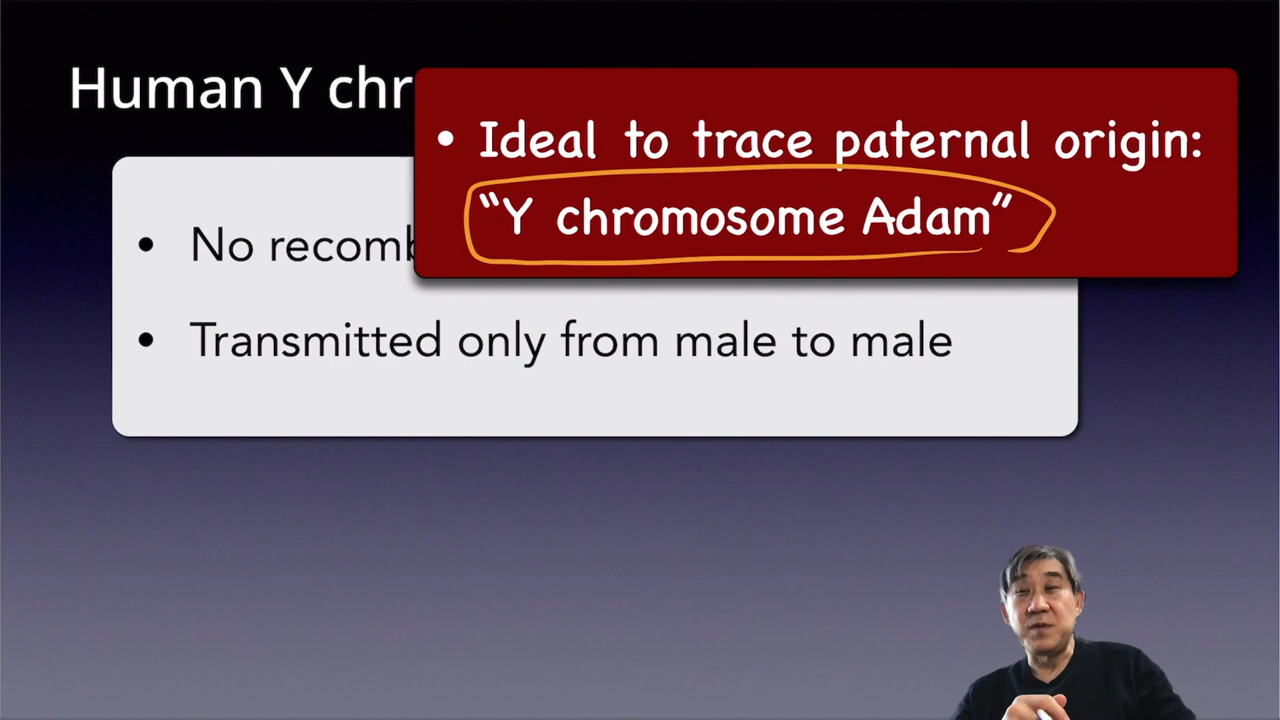 Human Y chr
• Ideal to trace paternal origin:
“Y chromosome Adam”
• No recomb
• Transmitted only from male to male